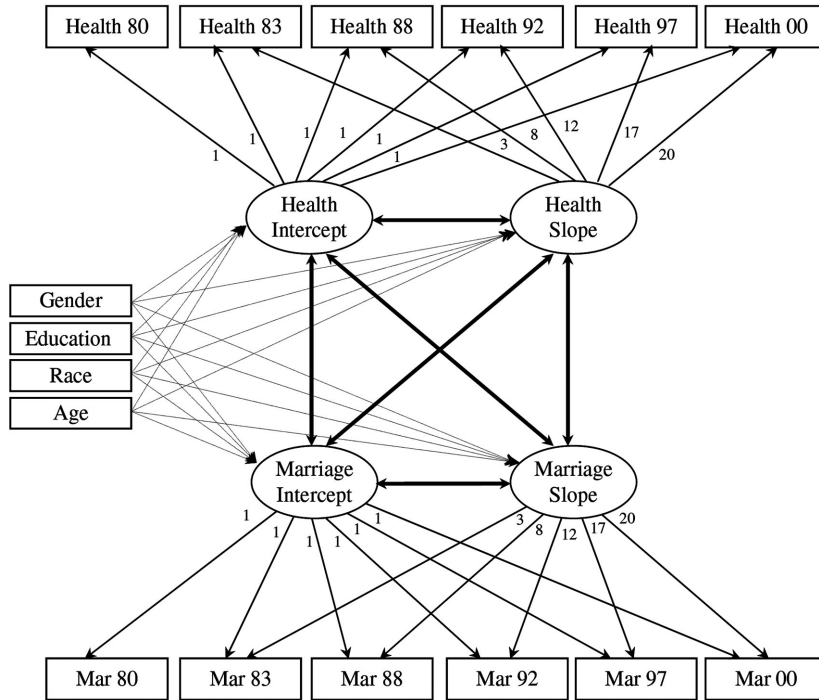 Health 80 Health 83 Health 88 Health 92 Health 97 Health 00
1 1 1 1 1 1 3 8 12 17 20
Health
Intercept
Health
Slope
Gender
Education
Race
Age
Marriage
Intercept
Marriage
Slope
1 1 1 1 1 1 3 8 12 17 20
Mar 80 Mar 83 Mar 88 Mar 92 Mar 97 Mar 00